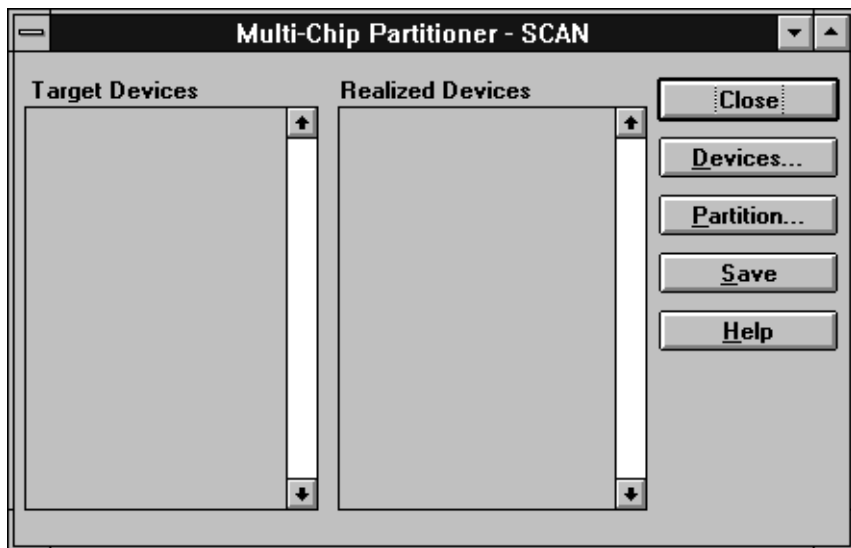 Multi-Chip Partitioner - SCAN
Target Devices
Realized Devices
Close
Devices...
Partition...
Save
Help